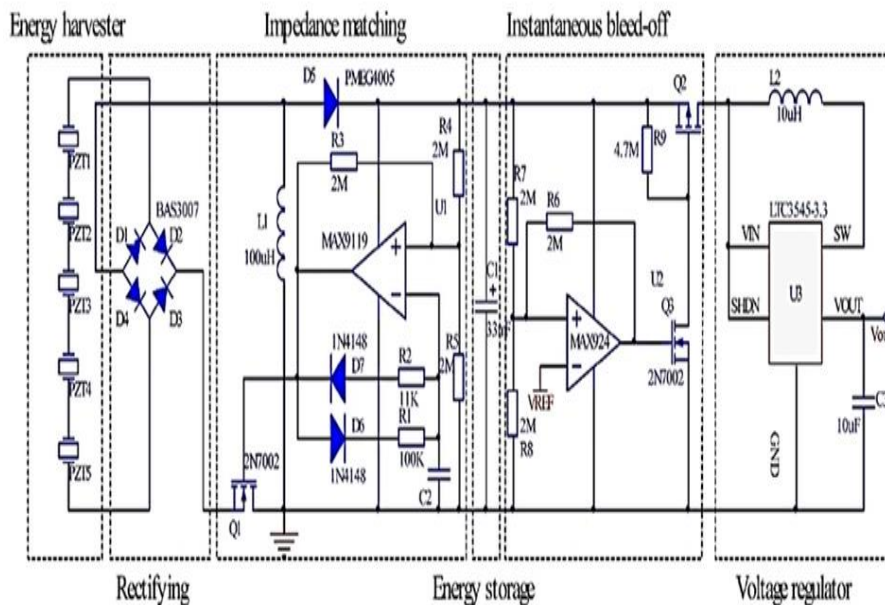 Energy harvester
Impedance matching
Instantaneous bleed-off
D5
PMEG4005
Q2
L2
10uH
PZT1
PZT2
PZT3
PZT4
PZT5
BAS3007
D1
D2
D4
D3
R3
2M
R4
2M
U1
L1
100uH
MAX9119
R5
2M
1N4148
D7
R2
11K
R1
D6
100K
1N4148
C2
2N7002
Q1
C1
+
R7
2M
R6
2M
R9
4.7M
U2
Q3
MAX924
VREF
2N7002
2M
R8
LTC3545-3.3
VIN
SW
SHDN
VOUT
U3
10uF
GND
Rectifying
Energy storage
Voltage regulator